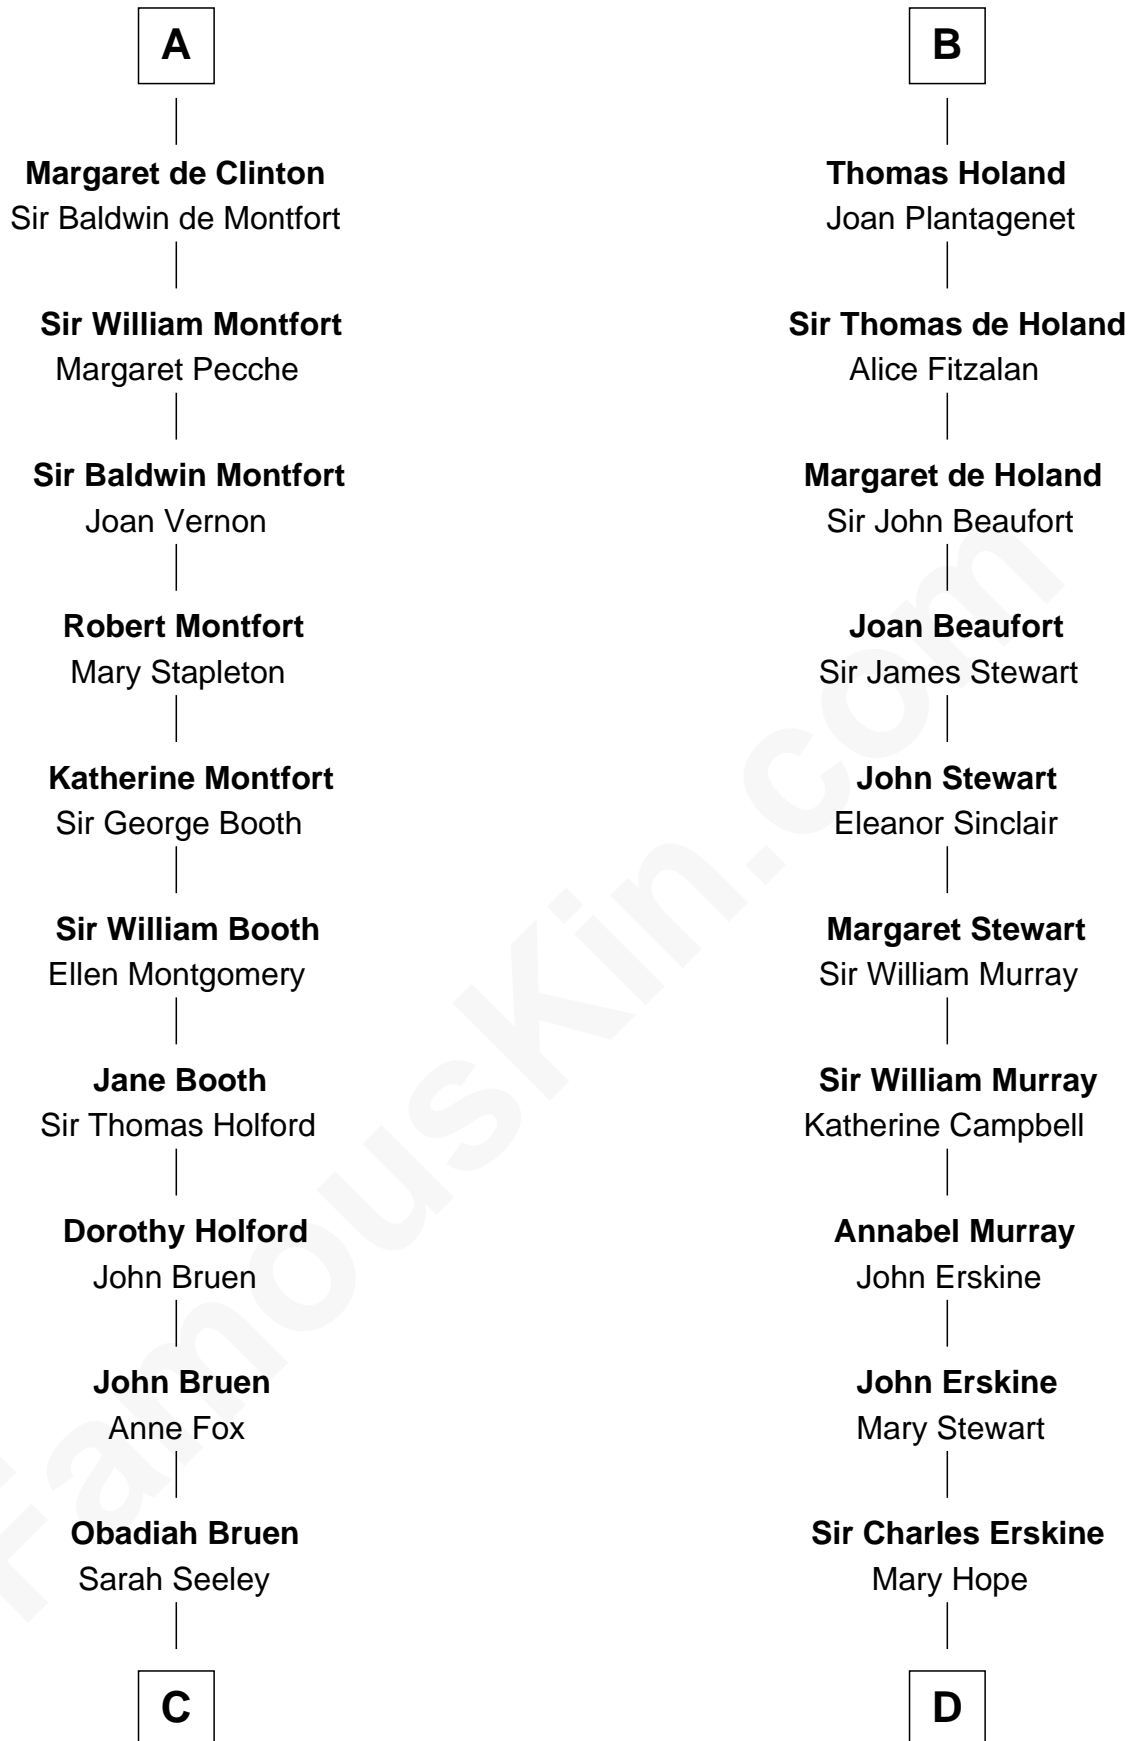 A
Margaret de Clinton
Sir Baldwin de Montfort
Sir William Montfort
Margaret Pecche
Sir Baldwin Montfort
Joan Vernon
Robert Montfort
Mary Stapleton
Katherine Montfort
Sir George Booth
Sir William Booth
Ellen Montgomery
Jane Booth
Sir Thomas Holford
Dorothy Holford
John Bruen
John Bruen
Anne Fox
Obadiah Bruen
Sarah Seeley
C
B
Thomas Holand
Joan Plantagenet
Sir Thomas de Holand
Alice Fitzalan
Margaret de Holand
Sir John Beaufort
Joan Beaufort
Sir James Stewart
John Stewart
Eleanor Sinclair
Margaret Stewart
Sir William Murray
Sir William Murray
Katherine Campbell
Annabel Murray
John Erskine
John Erskine
Mary Stewart
Sir Charles Erskine
Mary Hope
D
FamousKin.com